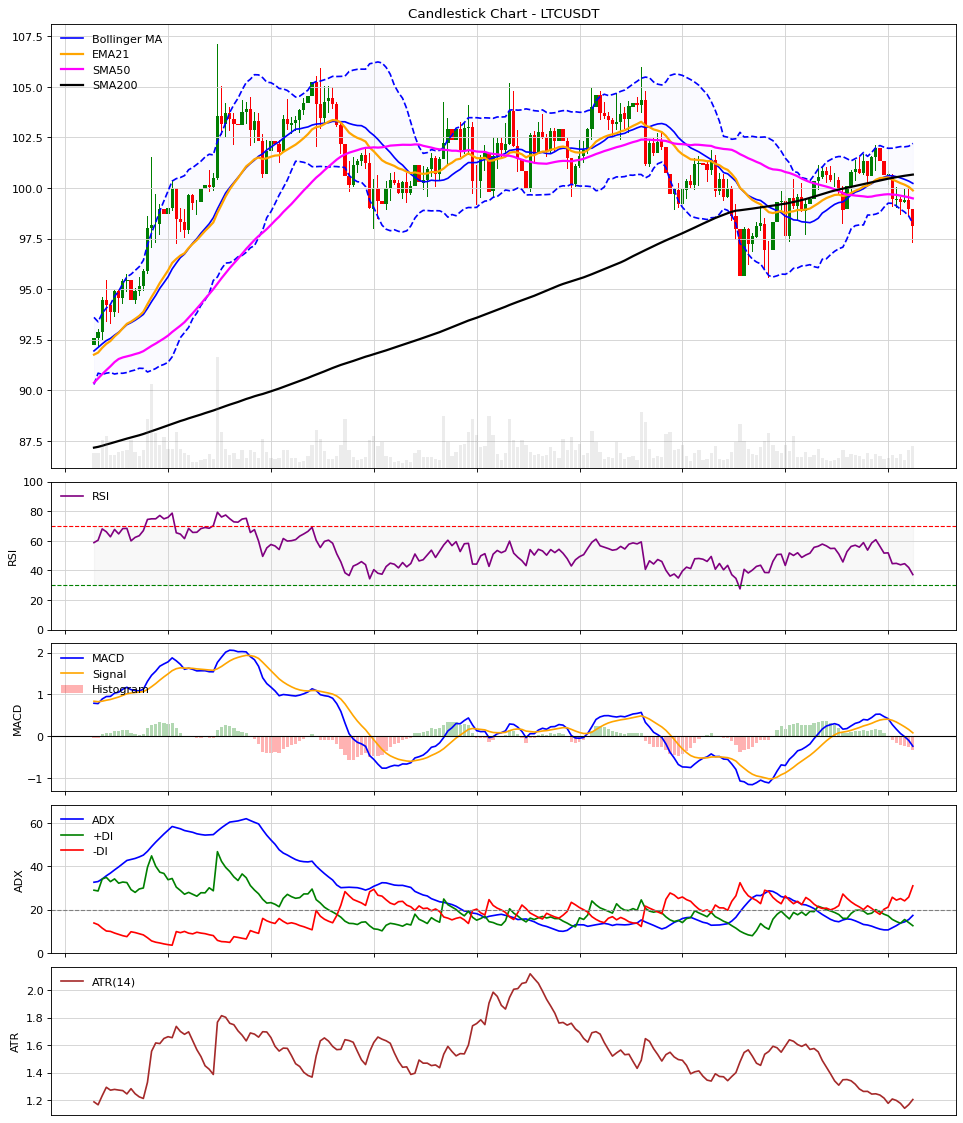 Candlestick Chart - LTCUSDT
Bollinger MA
EMA21
SMA50
SMA200
107.5
105.0
102.5
100.0
97.5
95.0
92.5
90.0
87.5
RSI
RSI
100
80
60
40
20
0
MACD
Signal
Histogram
MACD
2
1
0
−1
ADX
+DI
-DI
ADX
60
40
20
0
ATR(14)
ATR
2.0
1.8
1.6
1.4
1.2